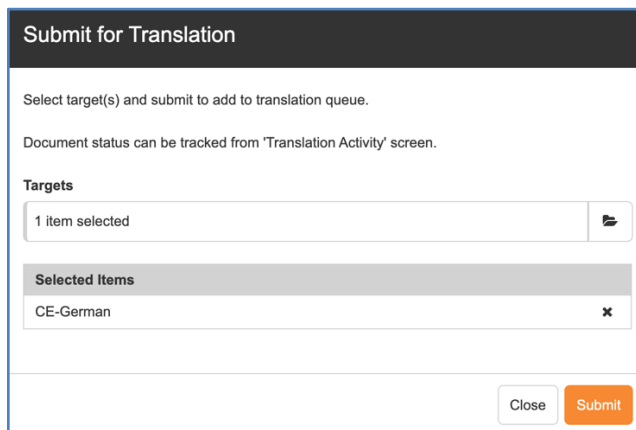 Submit for Translation
Select target(s) and submit to add to translation queue.
Document status can be tracked from 'Translation Activity' screen.
Targets
1 item selected
Selected Items
CE-German
Close Submit